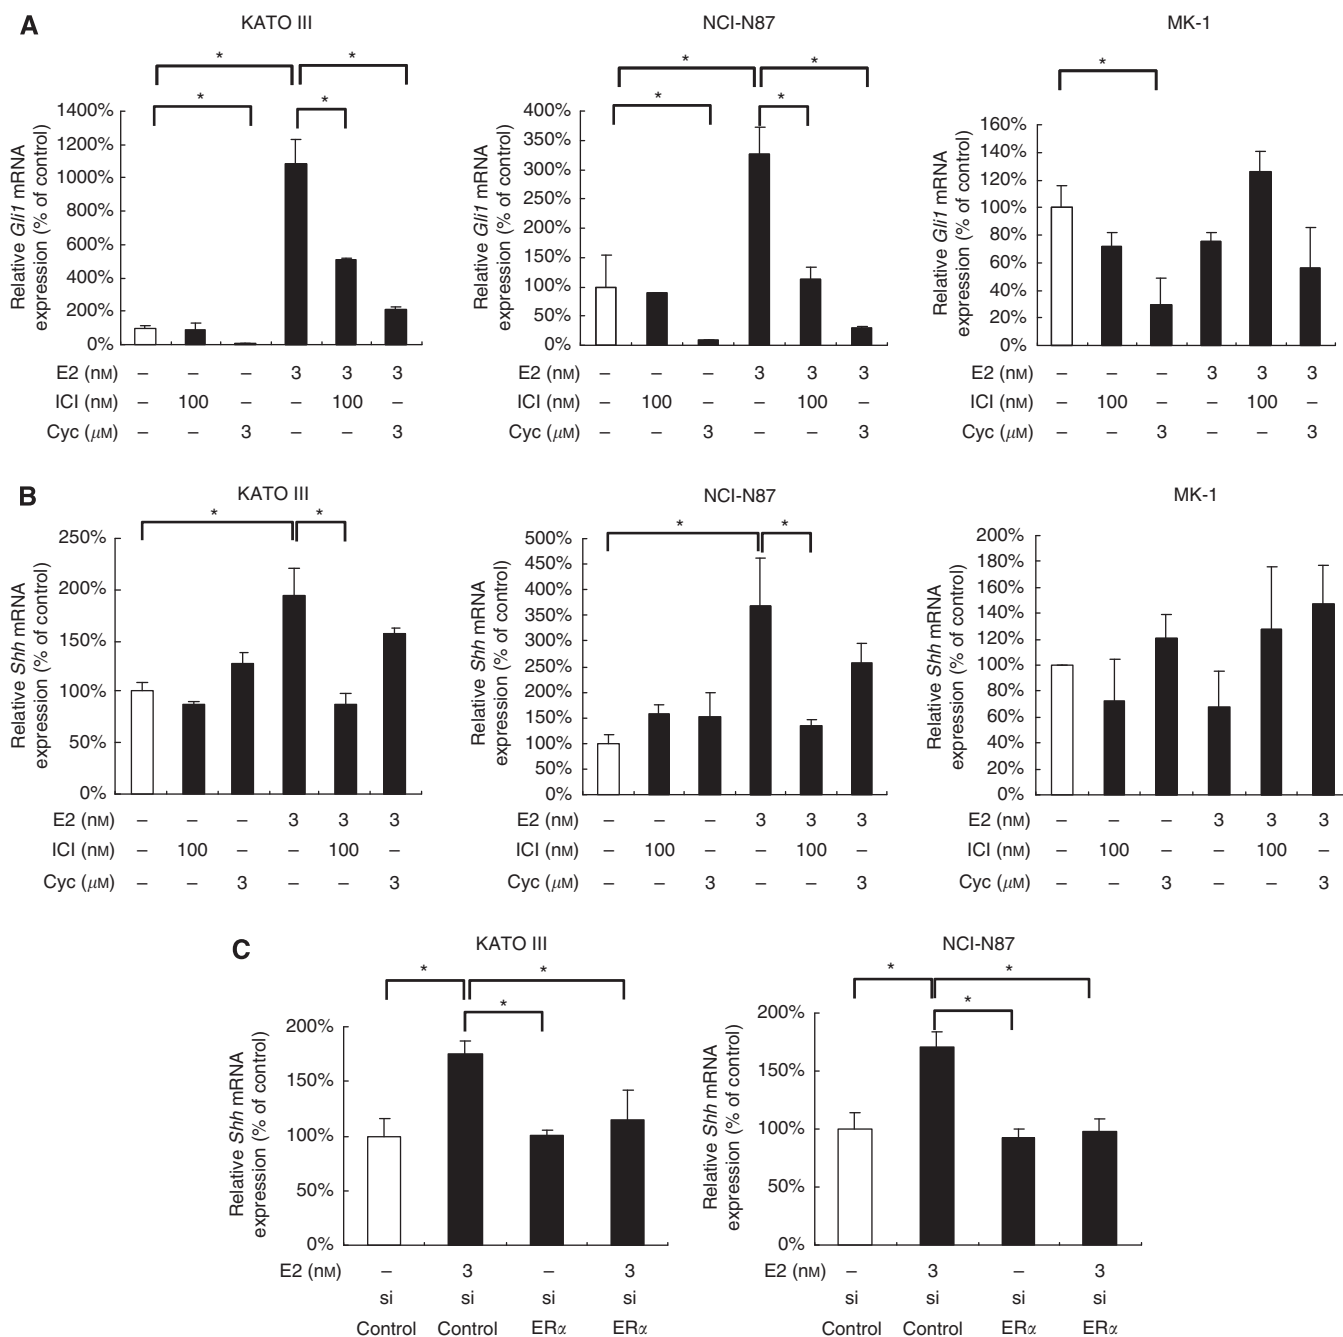 A
KATO III
NCI-N87
MK-1
* * * *
* * * *
*
Relative Gli1 mRNA
expression (% of control)
1400%
1200%
1000%
800%
600%
400%
200%
0%
E2 (nM) – – – 3 3 3
ICI (nM) – 100 – – 100 –
Cyc (μM) – – 3 – – 3
Relative Gli1 mRNA
expression (% of control)
400%
350%
300%
250%
200%
150%
100%
50%
0%
E2 (nM) – – – 3 3 3
ICI (nM) – 100 – – 100 –
Cyc (μM) – – 3 – – 3
Relative Gli1 mRNA
expression (% of control)
160%
140%
120%
100%
80%
60%
40%
20%
0%
E2 (nM) – – – 3 3 3
ICI (nM) – 100 – – 100 –
Cyc (μM) – – 3 – – 3
B
KATO III
* *
Relative Shh mRNA
expression (% of control)
250%
200%
150%
100%
50%
0%
E2 (nM) – – – 3 3 3
ICI (nM) – 100 – – 100 –
Cyc (μM) – – 3 – – 3
NCI-N87
* *
Relative Shh mRNA
expression (% of control)
500%
450%
400%
350%
300%
250%
200%
150%
100%
50%
0%
E2 (nM) – – – 3 3 3
ICI (nM) – 100 – – 100 –
Cyc (μM) – – 3 – – 3
MK-1
Relative Shh mRNA
expression (% of control)
200%
180%
160%
140%
120%
100%
80%
60%
40%
20%
0%
E2 (nM) – – – 3 3 3
ICI (nM) – 100 – – 100 –
Cyc (μM) – – 3 – – 3
C
KATO III
* *
*
Relative Shh mRNA
expression (% of control)
200%
150%
100%
50%
0%
E2 (nM) – 3 – 3
si si si si
Control Control ERα ERα
NCI-N87
* *
*
Relative Shh mRNA
expression (% of control)
200%
150%
100%
50%
0%
E2 (nM) – 3 – 3
si si si si
Control Control ERα ERα